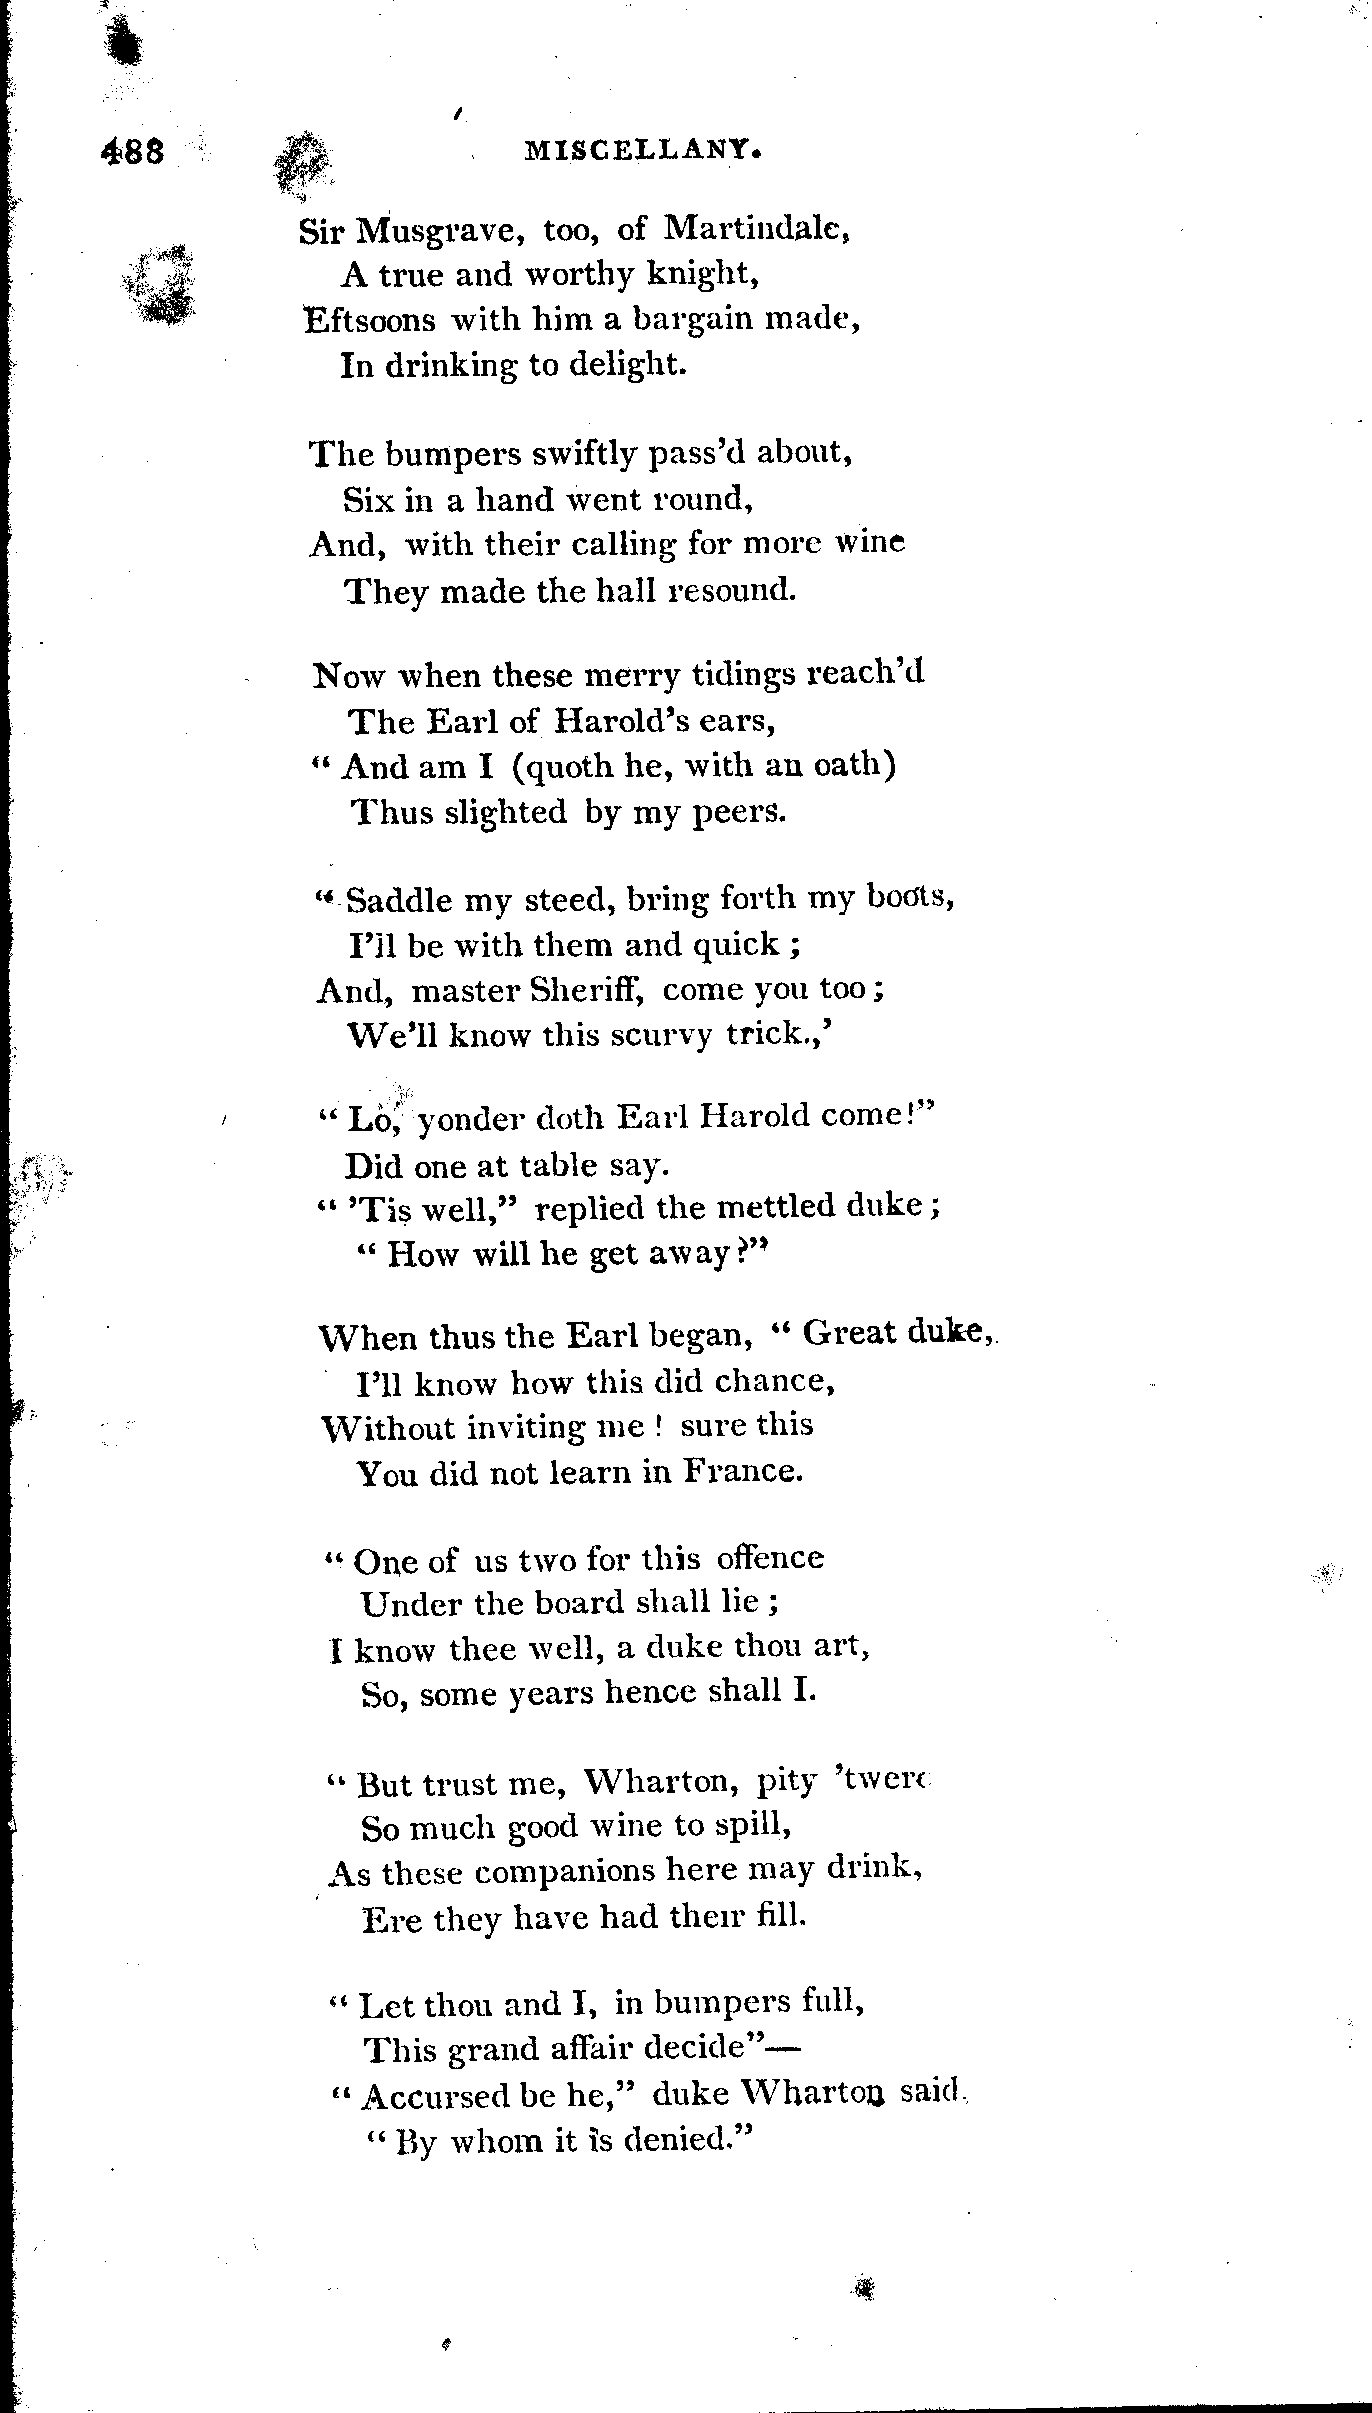 488 MISCELLANY.
Sir Musgrave, too, of Martindale,
A true and worthy knight,
Eftsoons with him a bargain made,
In drinking to delight.
The bumpers swiftly pass'd about,
Six in a hand went round,
And, with their calling for more wine
They made the hall resound.
Now when these merry tidings reach'd
The Earl of Harold's ears,
“ And am I (quoth he, with an oath)
Thus slighted by my peers.
“ Saddle my steed, bring forth my boots,
I'll be with them and quick ;
And, master Sheriff, come you too ;
We'll know this scurvy trick.,’
“ Lo, yonder doth Earl Harold come!”
Did one at table say.
“ 'Tis well,” replied the mettled duke ;
“ How will he get away?”
When thus the Earl began, “ Great duke,
I'll know how this did chance,
Without inviting me ! sure this
You did not learn in France.
“ One of us two for this offence
Under the board shall lie ;
I know thee well, a duke thou art,
So, some years hence shall I.
“ But trust me, Wharton, pity 'twere
So much good wine to spill,
As these companions here may drink,
Ere they have had their fill.
“ Let thou and I, in bumpers full,
This grand affair decide”—
“ Accursed be he,” duke Wharton said.
“ By whom it is denied.”